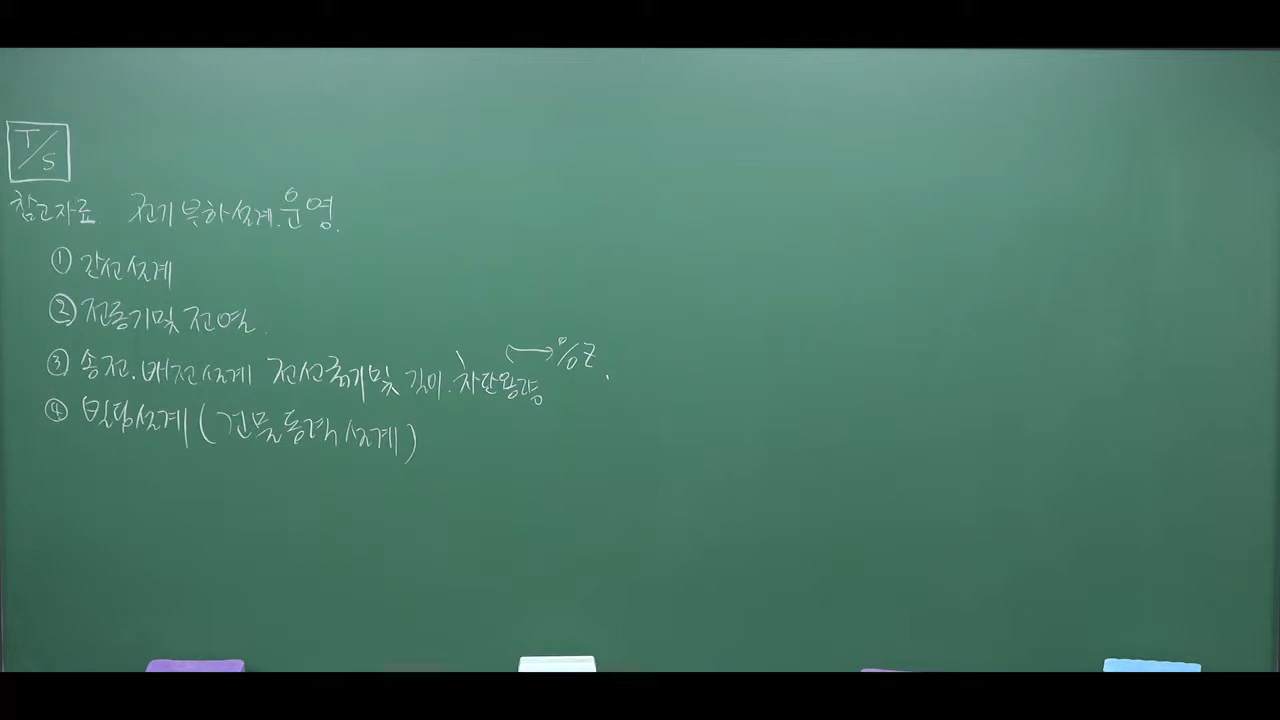 T/S
참고자료 전기부하설계.운영.
① 간선설계
② 전동기및 전열.
③ 송전.배전설계 전선굵기및 길이.차단용량 ↔ %Z.
④ 빌딩설계(건물동력설계)